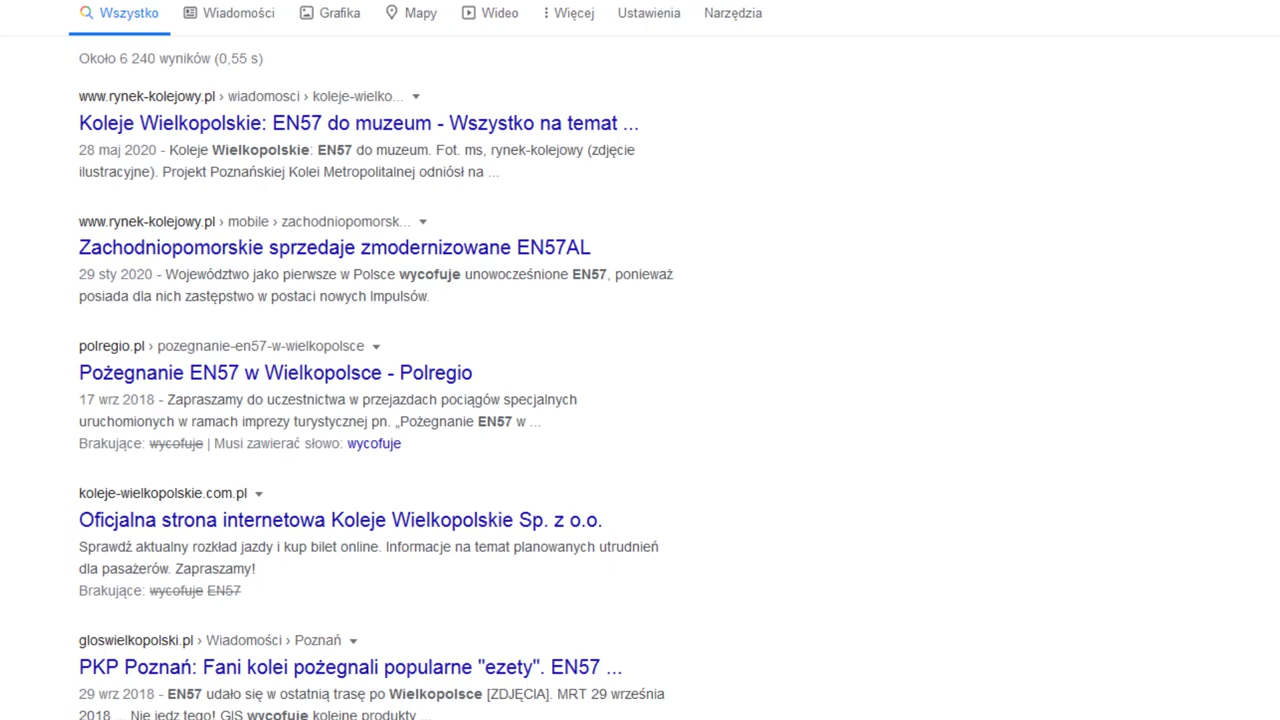 Wszystko Wiadomości Grafika Mapy Wideo Więcej Ustawienia Narzędzia
Około 6 240 wyników (0,55 s)
www.rynek-kolejowy.pl › wiadomosci › koleje-wielko...
Koleje Wielkopolskie: EN57 do muzeum - Wszystko na temat ...
28 maj 2020 - Koleje Wielkopolskie: EN57 do muzeum. Fot. ms, rynek-kolejowy (zdjęcie
ilustracyjne). Projekt Poznańskiej Kolei Metropolitalnej odniósł na ...
www.rynek-kolejowy.pl › mobile › zachodniopomorsk...
Zachodniopomorskie sprzedaje zmodernizowane EN57AL
29 sty 2020 - Województwo jako pierwsze w Polsce wycofuje unowocześnione EN57, ponieważ
posiada dla nich zastępstwo w postaci nowych Impulsów.
polregio.pl › pozegnanie-en57-w-wielkopolsce
Pożegnanie EN57 w Wielkopolsce - Polregio
17 wrz 2018 - Zapraszamy do uczestnictwa w przejazdach pociągów specjalnych
uruchomionych w ramach imprezy turystycznej pn. „Pożegnanie EN57 w ...
Brakujące: wycofuje | Musi zawierać słowo: wycofuje
koleje-wielkopolskie.com.pl
Oficjalna strona internetowa Koleje Wielkopolskie Sp. z o.o.
Sprawdź aktualny rozkład jazdy i kup bilet online. Informacje na temat planowanych utrudnień
dla pasażerów. Zapraszamy!
Brakujące: wycofuje EN57
gloswielkopolski.pl › Wiadomości › Poznań
PKP Poznań: Fani kolei pożegnali popularne "ezety". EN57 ...
29 wrz 2018 - EN57 udało się w ostatnią trasę po Wielkopolsce [ZDJĘCIA]. MRT 29 września
2018 ... Nie jedz tego! GIS wycofuje kolejne produkty ...